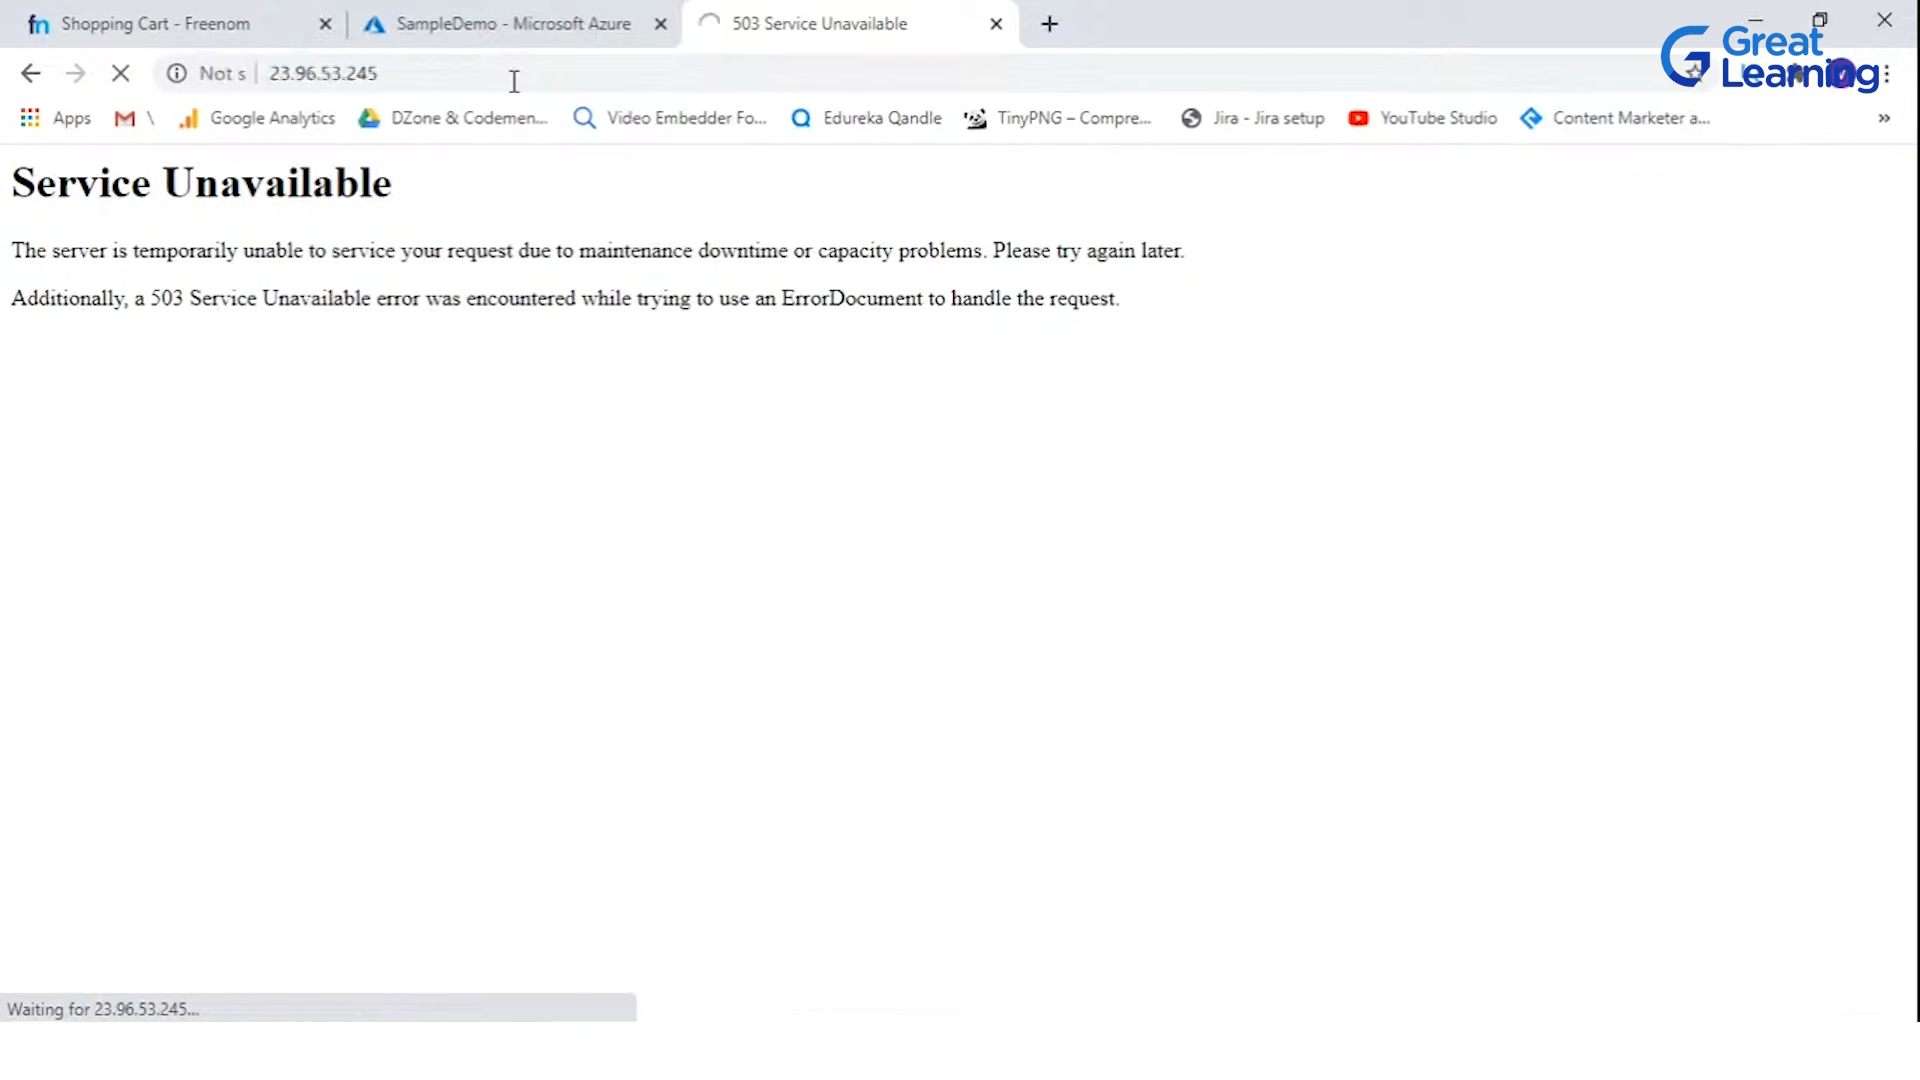 Shopping Cart - Freenom
SampleDemo - Microsoft Azure
503 Service Unavailable
Great
Learning
Not s
23.96.53.245
Apps
\
Google Analytics
DZone & Codemen...
Video Embedder Fo...
Edureka Qandle
TinyPNG – Compre...
Jira - Jira setup
YouTube Studio
Content Marketer a...
»
Service Unavailable
The server is temporarily unable to service your request due to maintenance downtime or capacity problems. Please try again later.
Additionally, a 503 Service Unavailable error was encountered while trying to use an ErrorDocument to handle the request.
Waiting for 23.96.53.245...